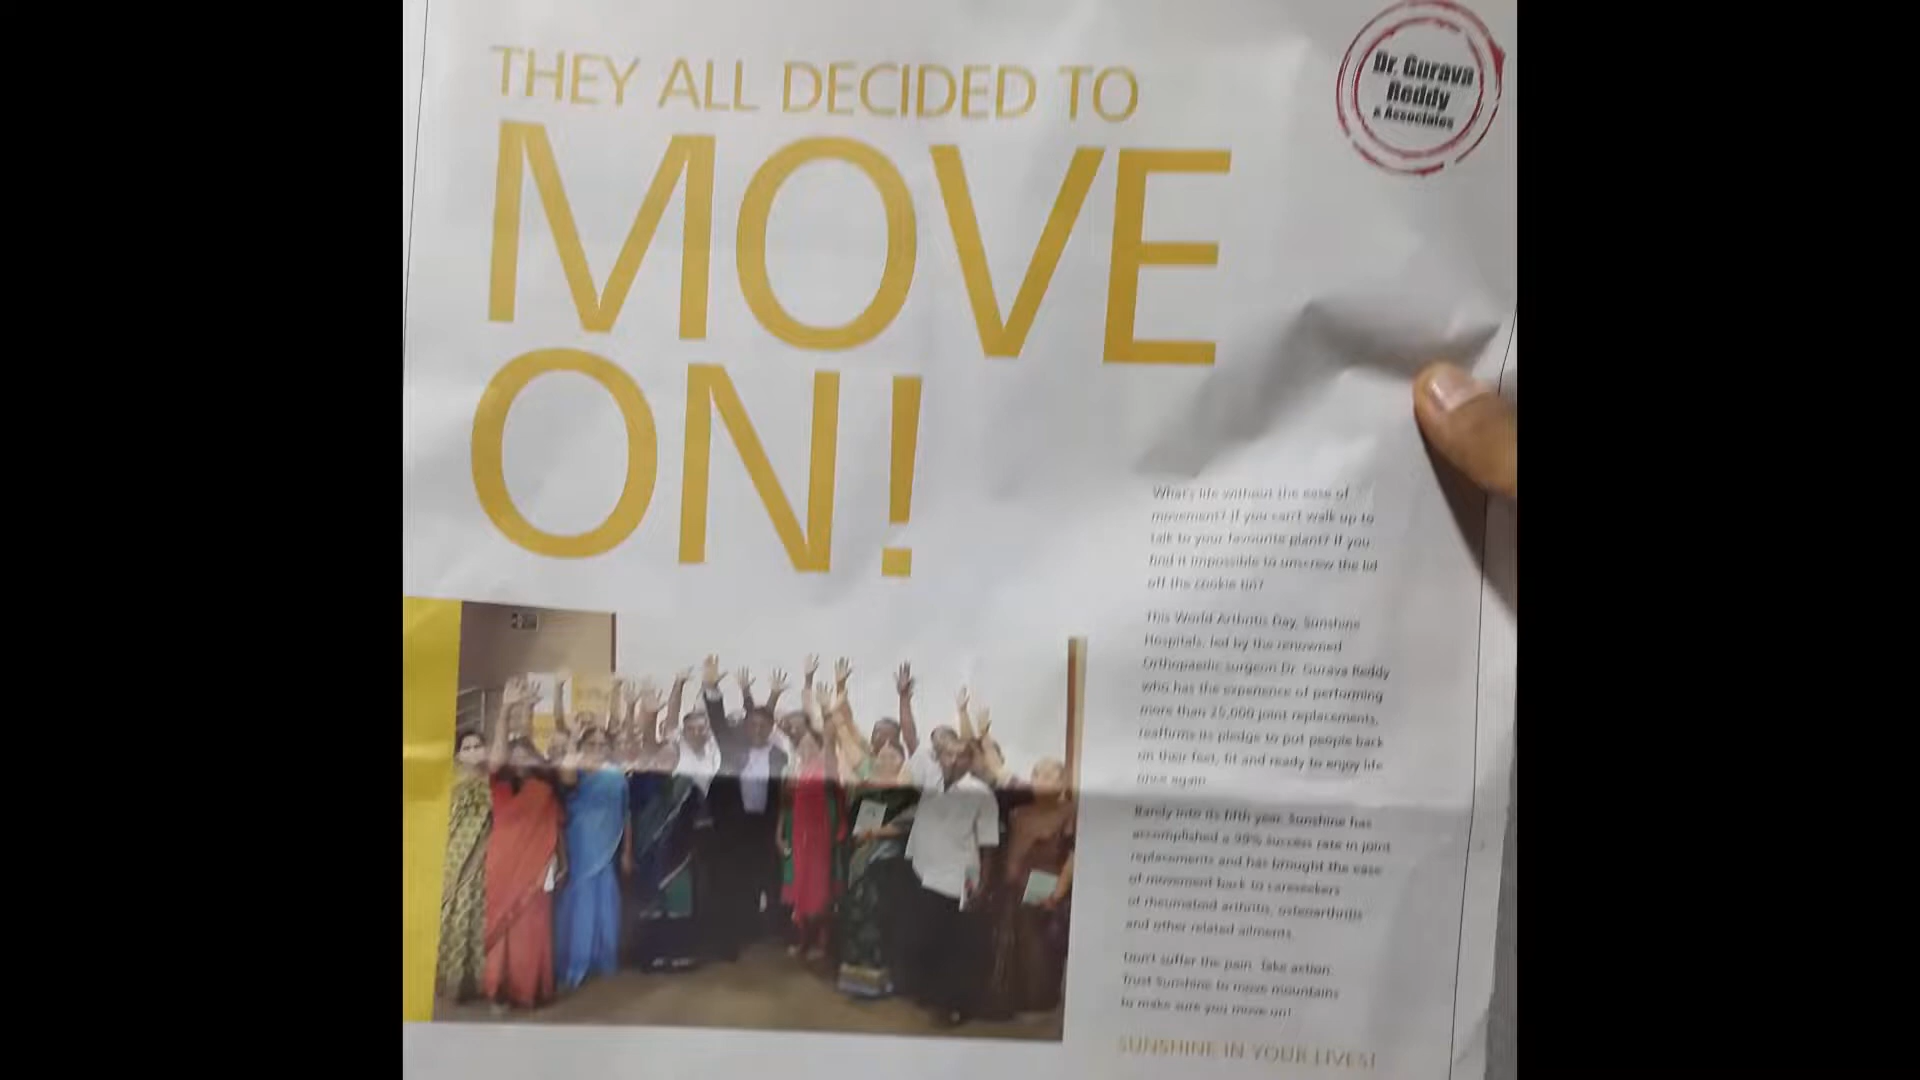 THEY ALL DECIDED TO
MOVE
ON!
Dr. Gurava
Reddy
& Associates
What's life without the ease of
movement? If you can't walk up to
talk to your favourite plant? If you
find it impossible to unscrew the lid
off the cookie tin?
This World Arthritis Day, Sunshine
Hospitals, led by the renowned
Orthopaedic surgeon Dr. Gurava Reddy
who has the experience of performing
more than 25,000 joint replacements,
reaffirms its pledge to put people back
on their feet, fit and ready to enjoy life
once again.
Barely into its fifth year, Sunshine has
accomplished a 99% success rate in joint
replacements and has brought the ease
of movement back to careseekers
of rheumatoid arthritis, osteoarthritis
and other related ailments.
Don't suffer the pain. Take action.
Trust Sunshine to move mountains
to make sure you move on!
SUNSHINE IN YOUR LIVES!